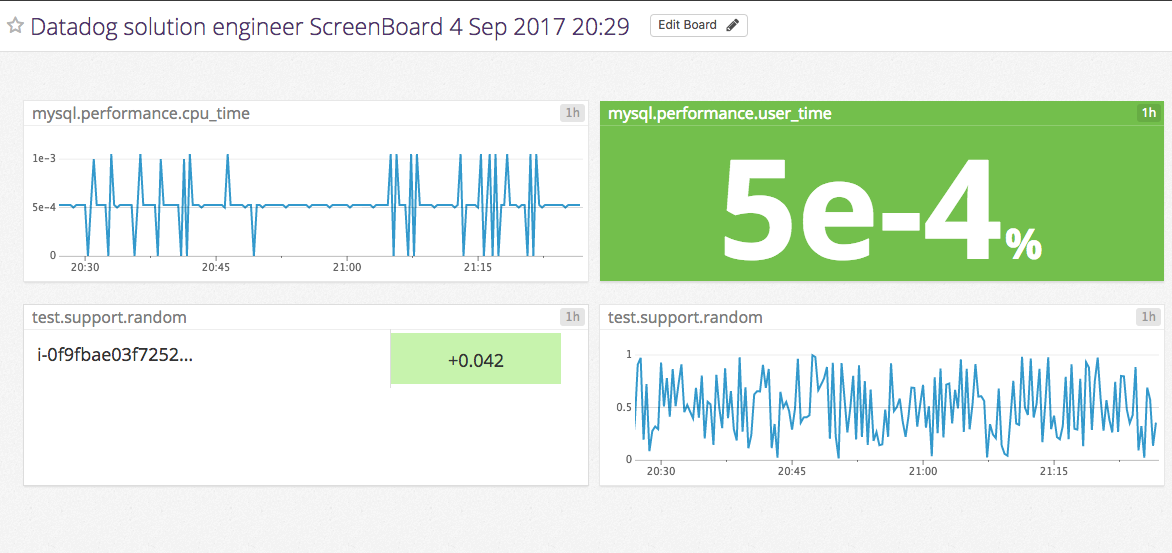 Datadog solution engineer ScreenBoard 4 Sep 2017 20:29
Edit Board
mysql.performance.cpu_time
1h
1e-3
5e-4
0
20:30 20:45 21:00 21:15
mysql.performance.user_time
1h
5e-4%
test.support.random
1h
i-0f9fbae03f7252...
+0.042
test.support.random
1h
1
0.5
0
20:30 20:45 21:00 21:15